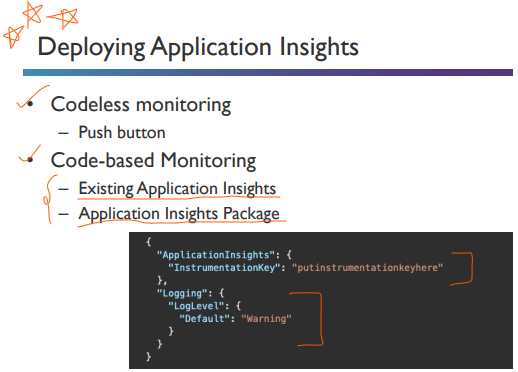 Deploying Application Insights
• Codeless monitoring
– Push button
• Code-based Monitoring
– Existing Application Insights
– Application Insights Package
{
"ApplicationInsights": {
"InstrumentationKey": "putinstrumentationkeyhere"
},
"Logging": {
"LogLevel": {
"Default": "Warning"
}
}
}